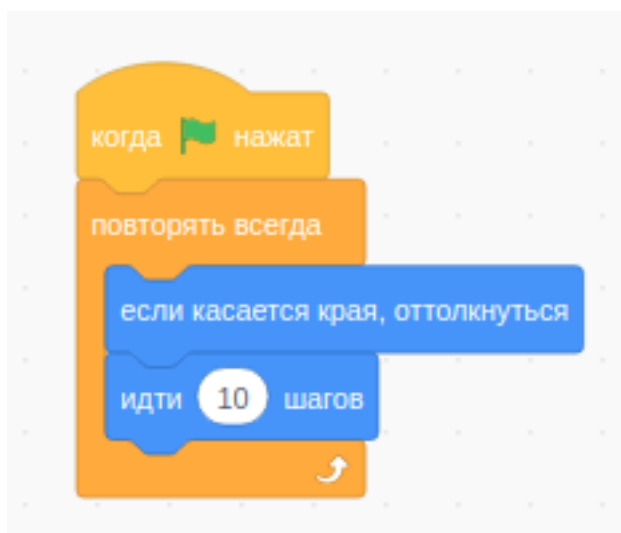 когда нажат
повторять всегда
если касается края, оттолкнуться
идти 10 шагов